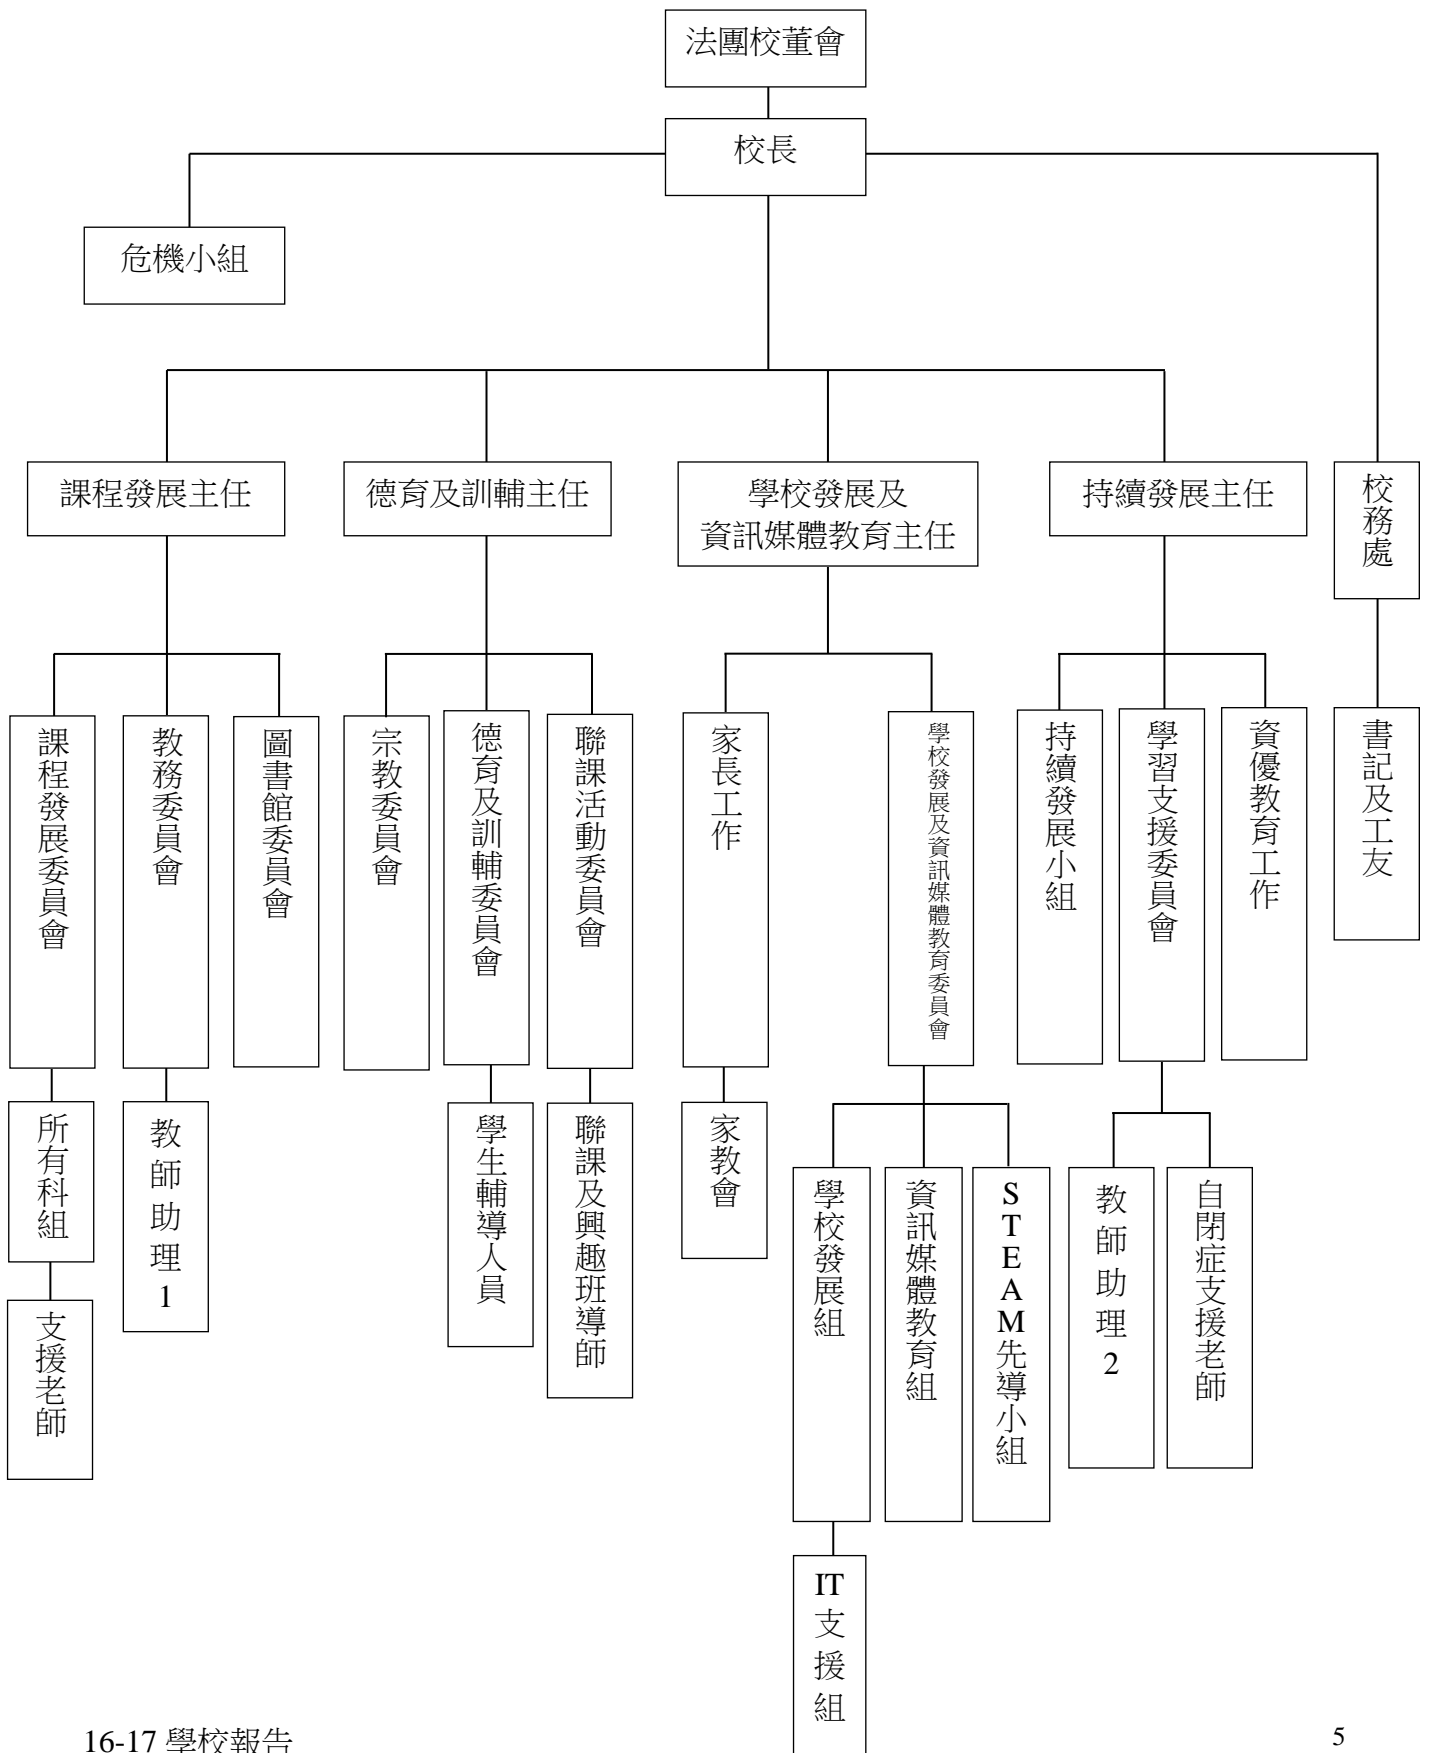 法團校董會
校長
危機小組
課程發展主任
德育及訓輔主任
學校發展及
資訊媒體教育主任
持續發展主任
校務處
課程發展委員會
教務委員會
圖書館委員會
宗教委員會
德育及訓輔委員會
聯課活動委員會
家長工作
學校發展及資訊媒體教育委員會
持續發展小組
學習支援委員會
資優教育工作
書記及工友
所有科組
教師助理1
學生輔導人員
聯課及興趣班導師
家教會
學校發展組
資訊媒體教育組
STEAM先導小組
教師助理2
自閉症支援老師
支援老師
IT支援組
16-17 學校報告
5